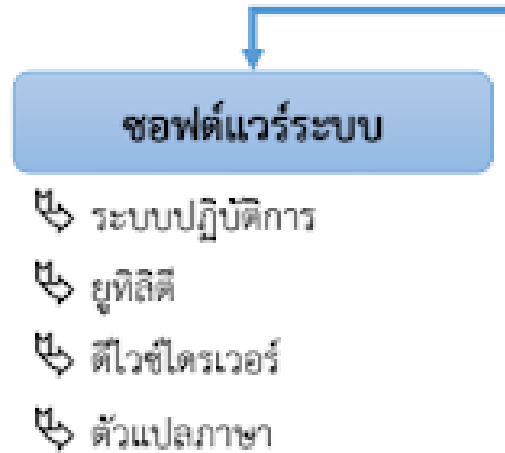 ซอฟต์แวร์ระบบ
ระบบปฏิบัติการ
ยูทิลิตี
ดีไวซ์ไดรเวอร์
ตัวแปลภาษา